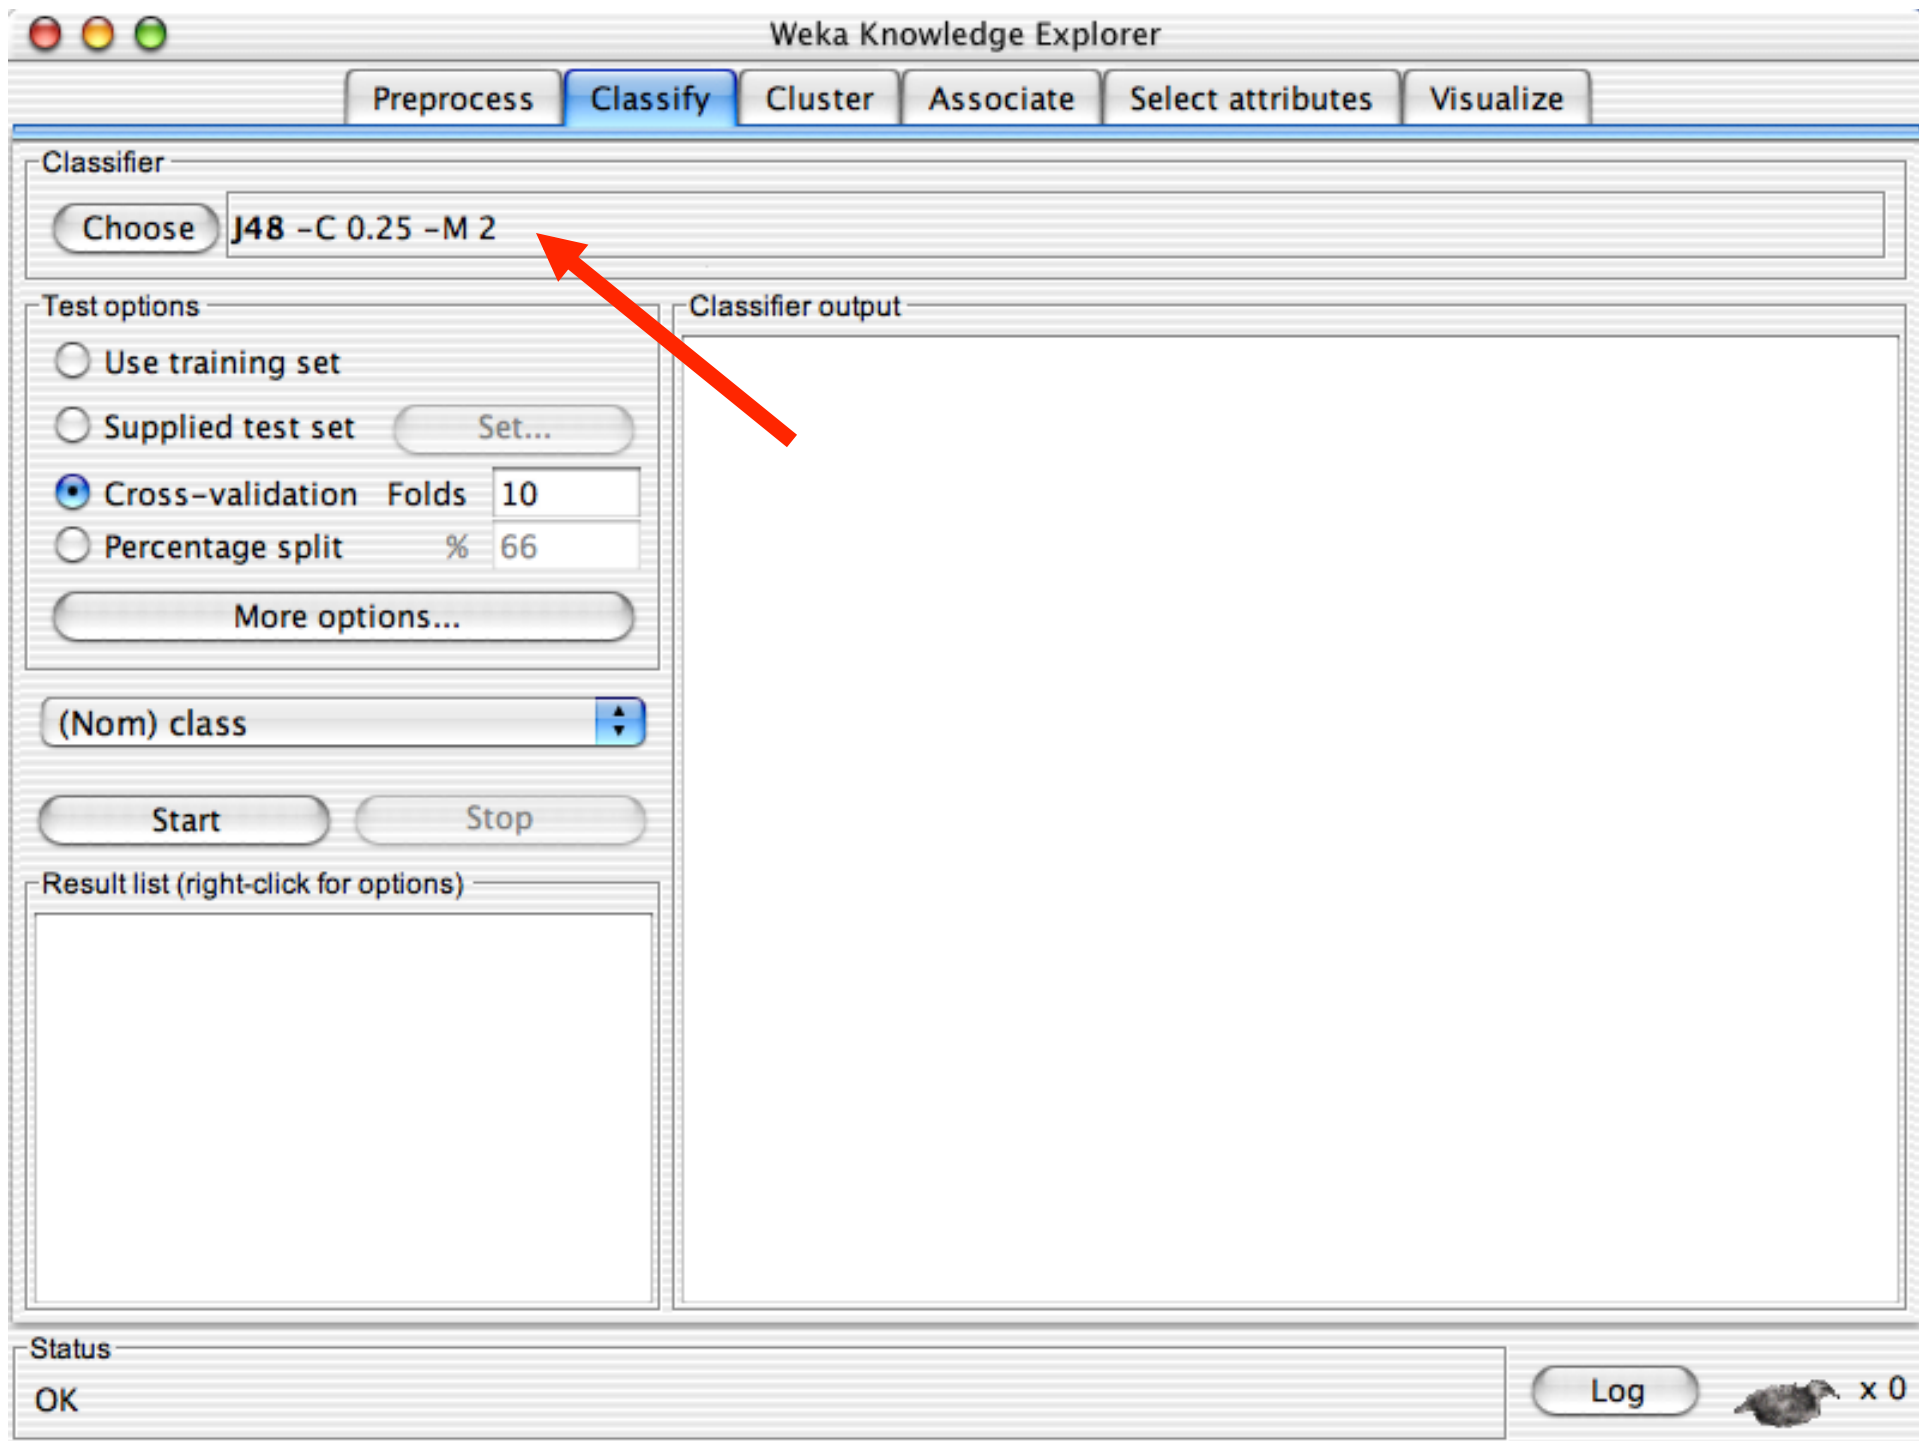 Weka Knowledge Explorer
Preprocess Classify Cluster Associate Select attributes Visualize
Classifier
Choose J48 -C 0.25 -M 2
Test options
Use training set
Supplied test set Set...
Cross-validation Folds 10
Percentage split % 66
More options...
(Nom) class
Start Stop
Result list (right-click for options)
Classifier output
Status
OK
Log x 0